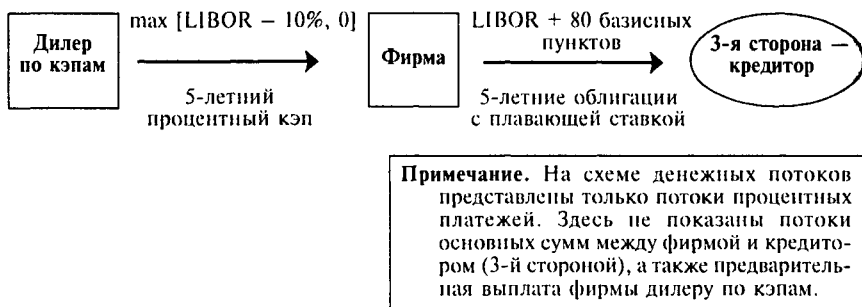 Дилер
по кэпам
max [LIBOR – 10%, 0]
5-летний
процентный кэп
Фирма
LIBOR + 80 базисных
пунктов
5-летние облигации
с плавающей ставкой
3-я сторона —
кредитор
Примечание. На схеме денежных потоков
представлены только потоки процентных
платежей. Здесь не показаны потоки
основных сумм между фирмой и кредито-
ром (3-й стороной), а также предваритель-
ная выплата фирмы дилеру по кэпам.